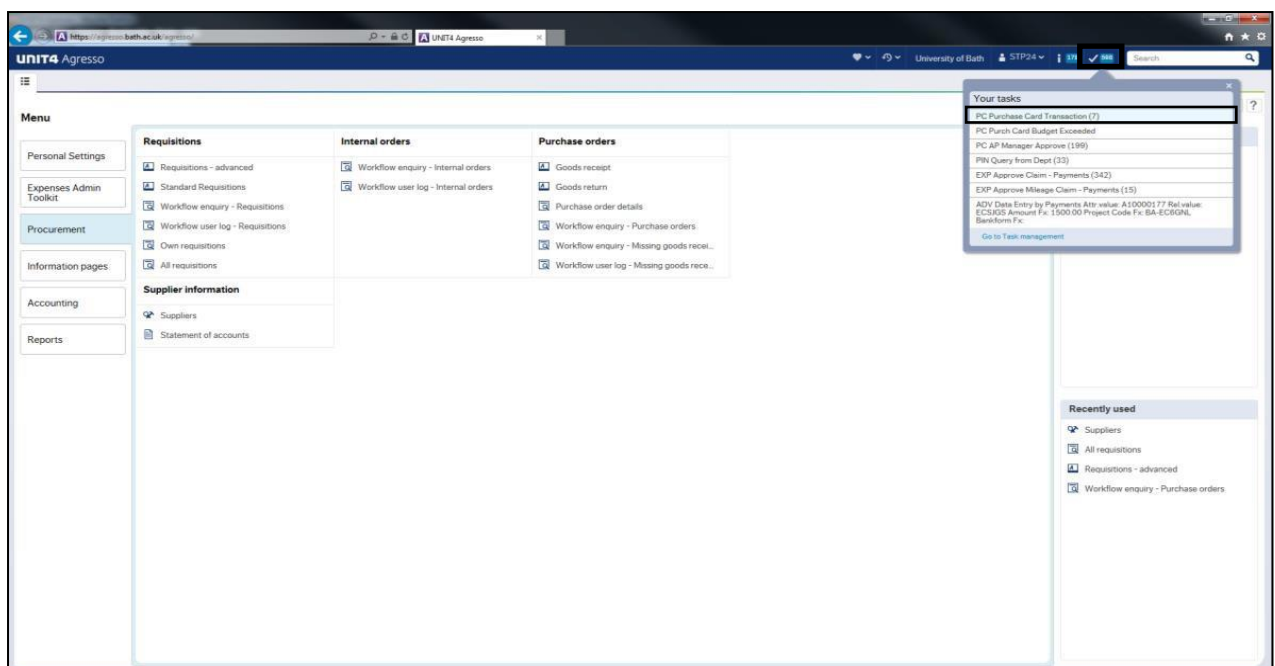 https://agresso.bath.ac.uk/agresso/
UNIT4 Agresso
UNIT4 Agresso
University of Bath
STP24
Search
Your tasks
PC Purchase Card Transaction (7)
PC Purch Card Budget Exceeded
PC AP Manager Approve (199)
PIN Query from Dept (33)
EXP Approve Claim - Payments (342)
EXP Approve Mileage Claim - Payments (15)
ADV Data Entry by Payments Attr value: A10000177 Rel value:
ECSJGS Amount Fx: 1500.00 Project Code Fx: BA-EC6GNL,
Bankform Fx:
Go to Task management
?
Menu
Personal Settings
Expenses Admin
Toolkit
Procurement
Information pages
Accounting
Reports
Requisitions
Requisitions - advanced
Standard Requisitions
Workflow enquiry - Requisitions
Workflow user log - Requisitions
Own requisitions
All requisitions
Supplier information
Suppliers
Statement of accounts
Internal orders
Workflow enquiry - Internal orders
Workflow user log - Internal orders
Purchase orders
Goods receipt
Goods return
Purchase order details
Workflow enquiry - Purchase orders
Workflow enquiry - Missing goods recei...
Workflow user log - Missing goods rece...
Recently used
Suppliers
All requisitions
Requisitions - advanced
Workflow enquiry - Purchase orders